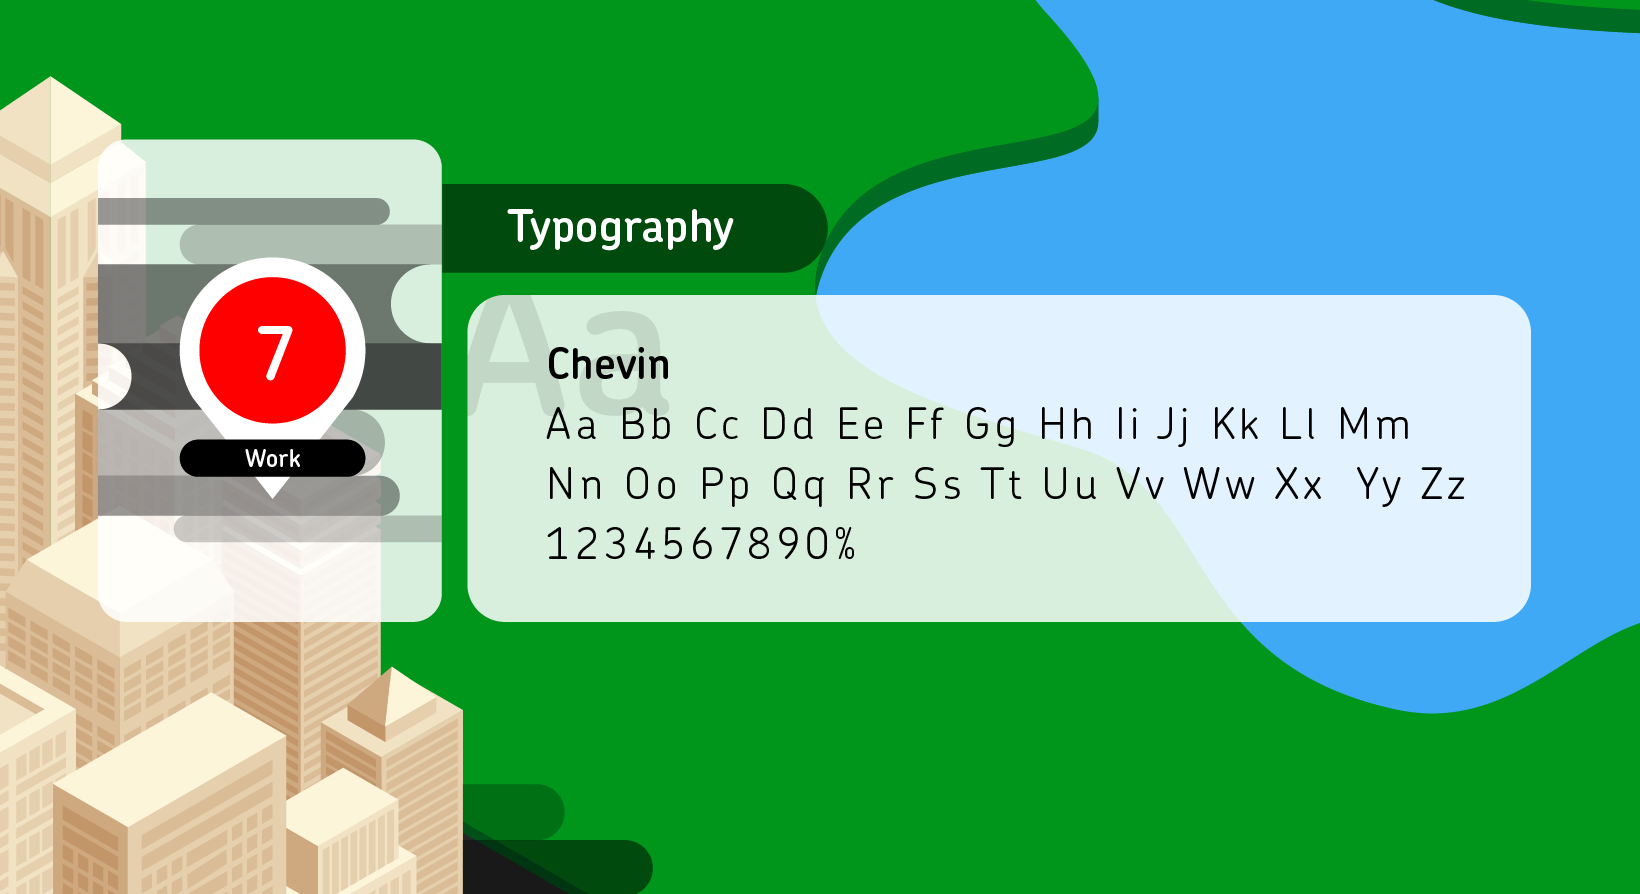 7
Work
Typography
Aa
Chevin
Aa Bb Cc Dd Ee Ff Gg Hh Ii Jj Kk Ll Mm
Nn Oo Pp Qq Rr Ss Tt Uu Vv Ww Xx Yy Zz
1234567890%